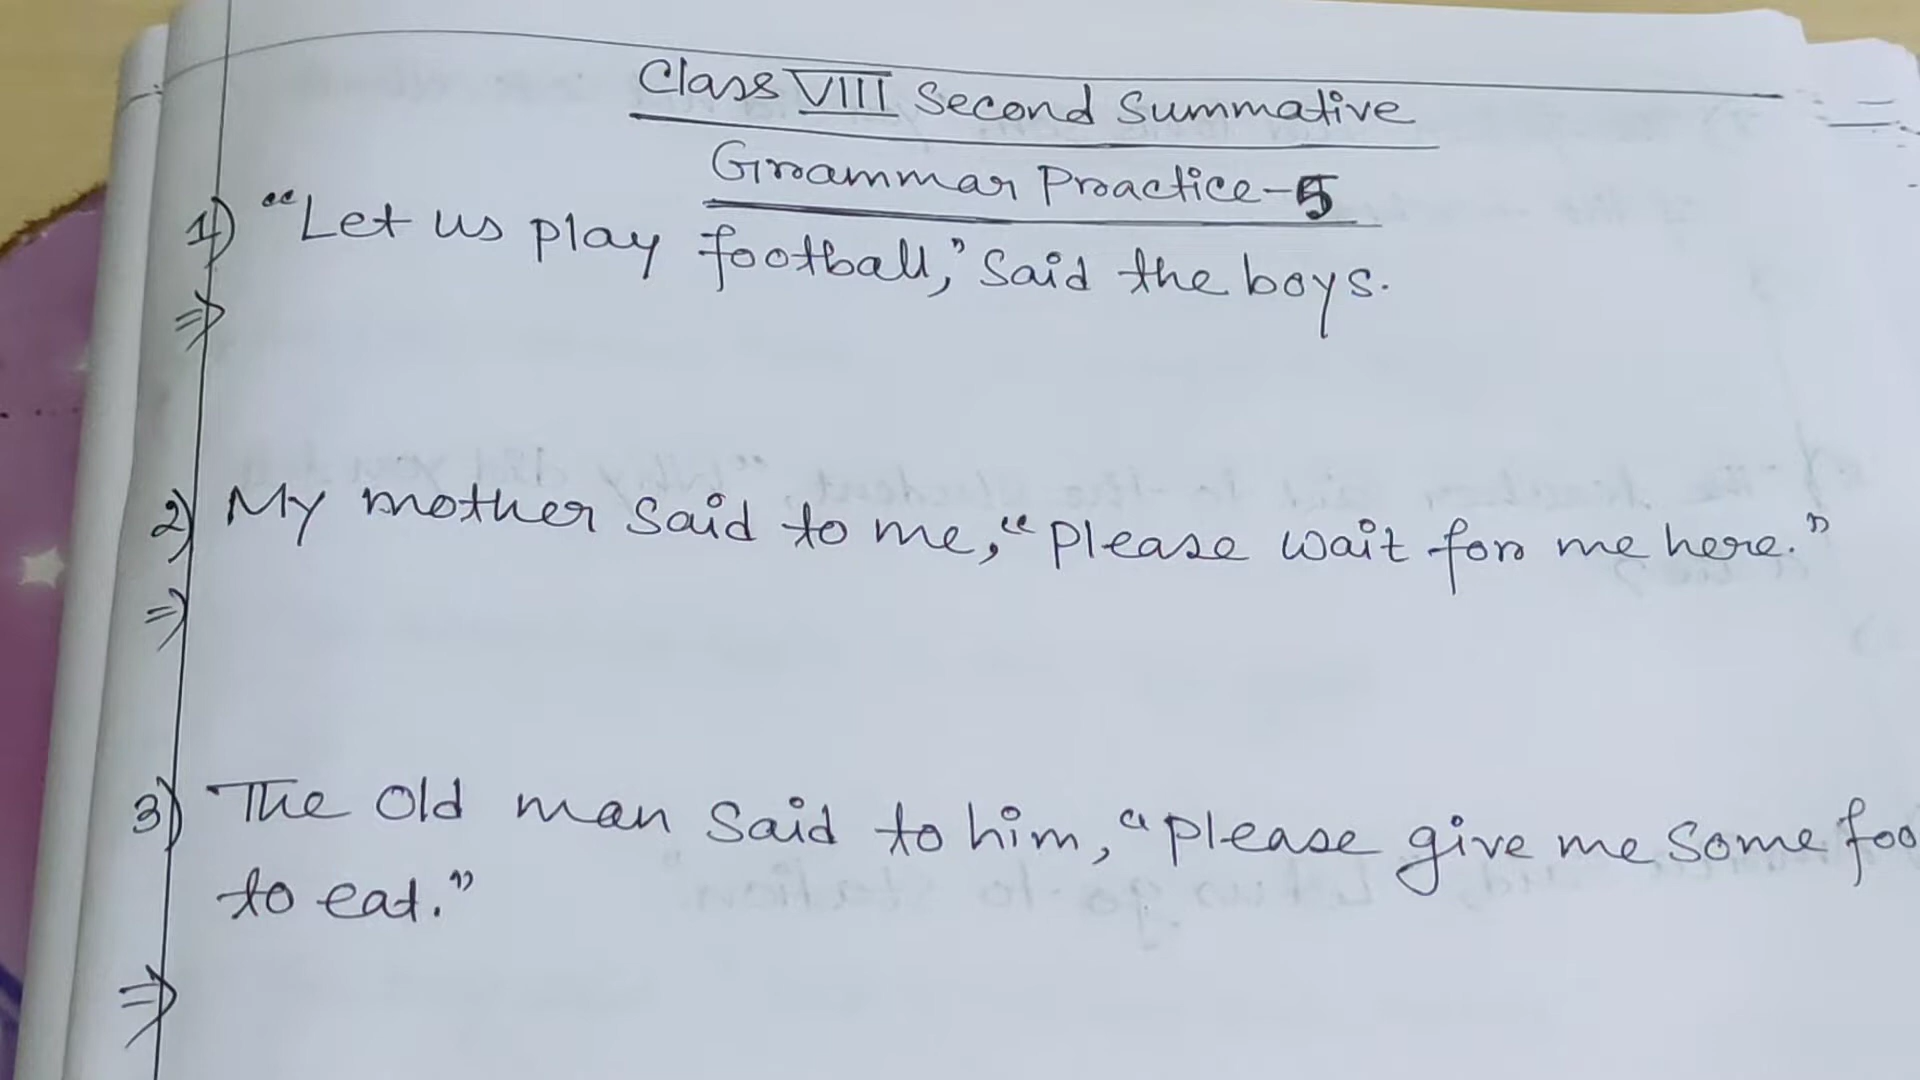 Class VIII Second Summative
Grammar Practice-5
1) "Let us play football," said the boys.
⇒
2) My mother said to me, "please wait for me here."
⇒
3) The old man said to him, "please give me some foo
to eat."
⇒